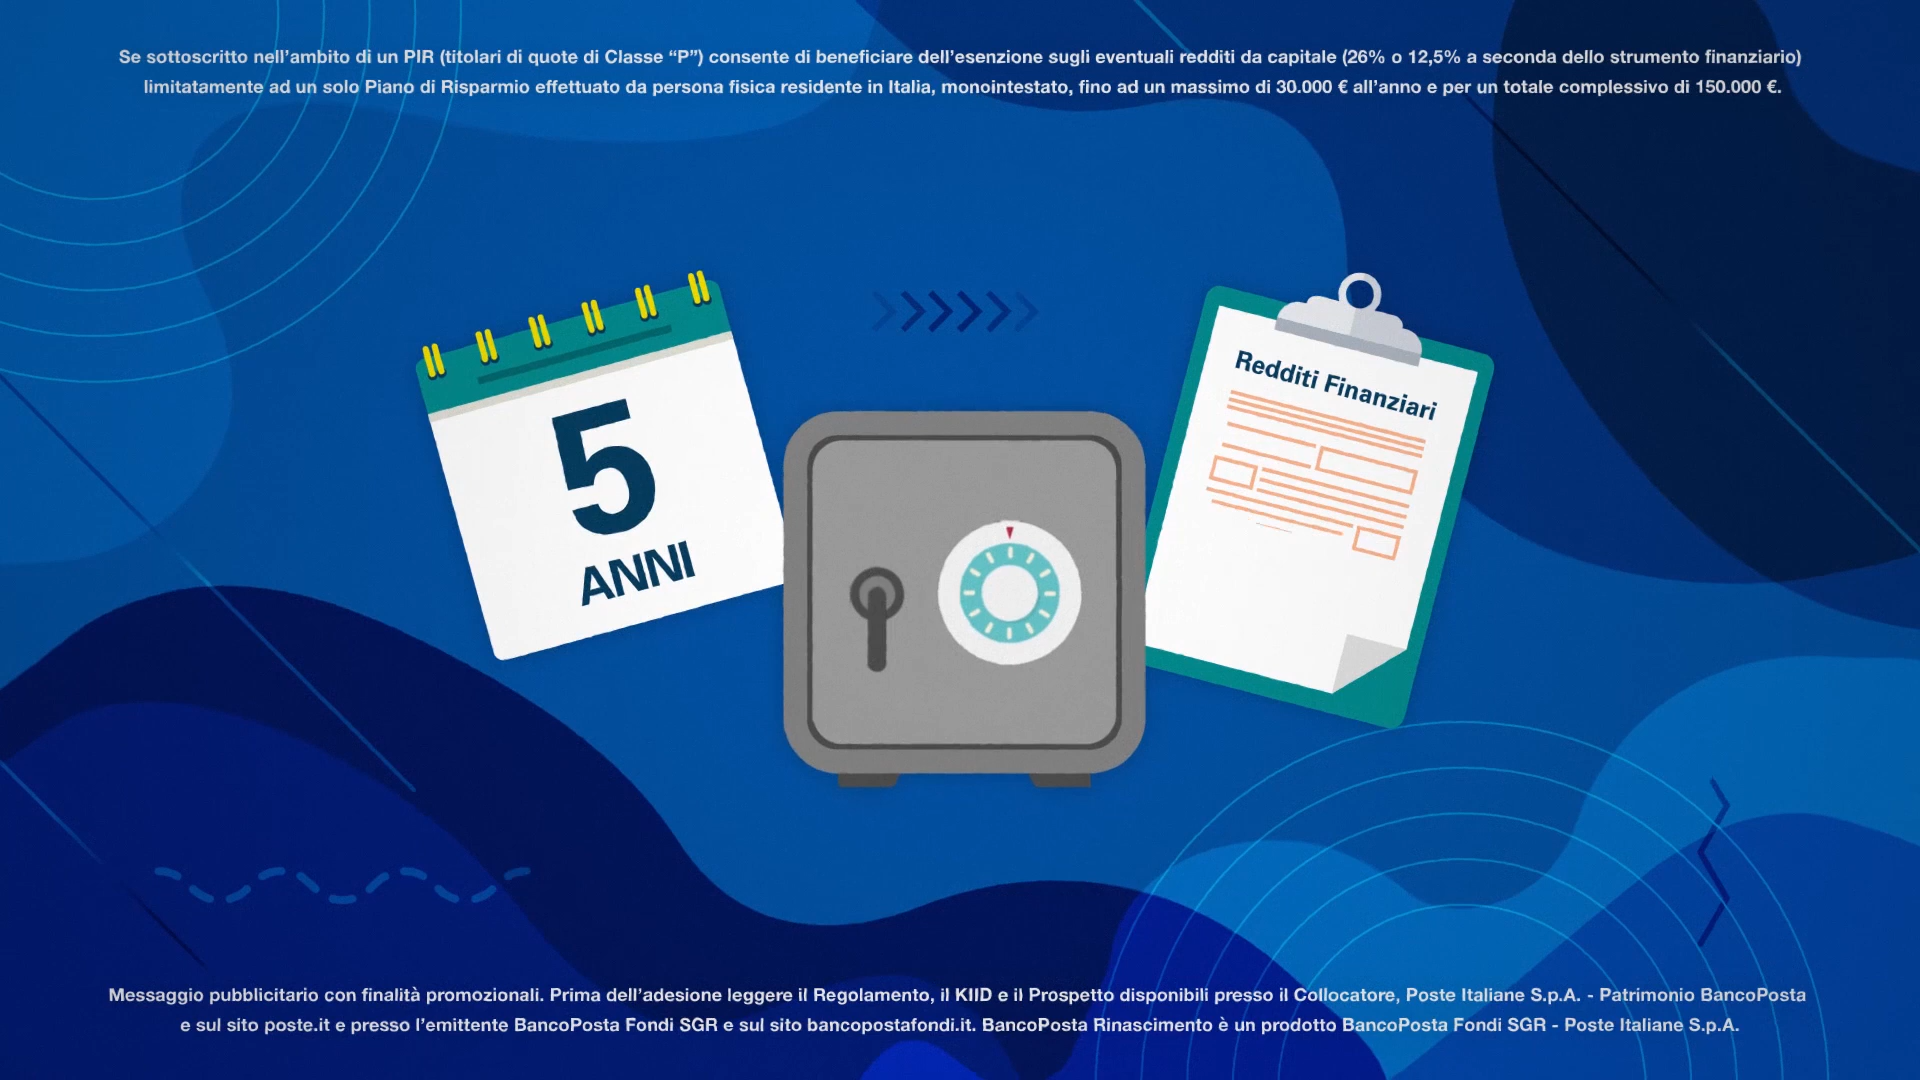 Se sottoscritto nell’ambito di un PIR (titolari di quote di Classe “P”) consente di beneficiare dell’esenzione sugli eventuali redditi da capitale (26% o 12,5% a seconda dello strumento finanziario)
limitatamente ad un solo Piano di Risparmio effettuato da persona fisica residente in Italia, monointestato, fino ad un massimo di 30.000 € all’anno e per un totale complessivo di 150.000 €.
5
ANNI
Redditi Finanziari
Messaggio pubblicitario con finalità promozionali. Prima dell’adesione leggere il Regolamento, il KIID e il Prospetto disponibili presso il Collocatore, Poste Italiane S.p.A. - Patrimonio BancoPosta
e sul sito poste.it e presso l’emittente BancoPosta Fondi SGR e sul sito bancopostafondi.it. BancoPosta Rinascimento è un prodotto BancoPosta Fondi SGR - Poste Italiane S.p.A.